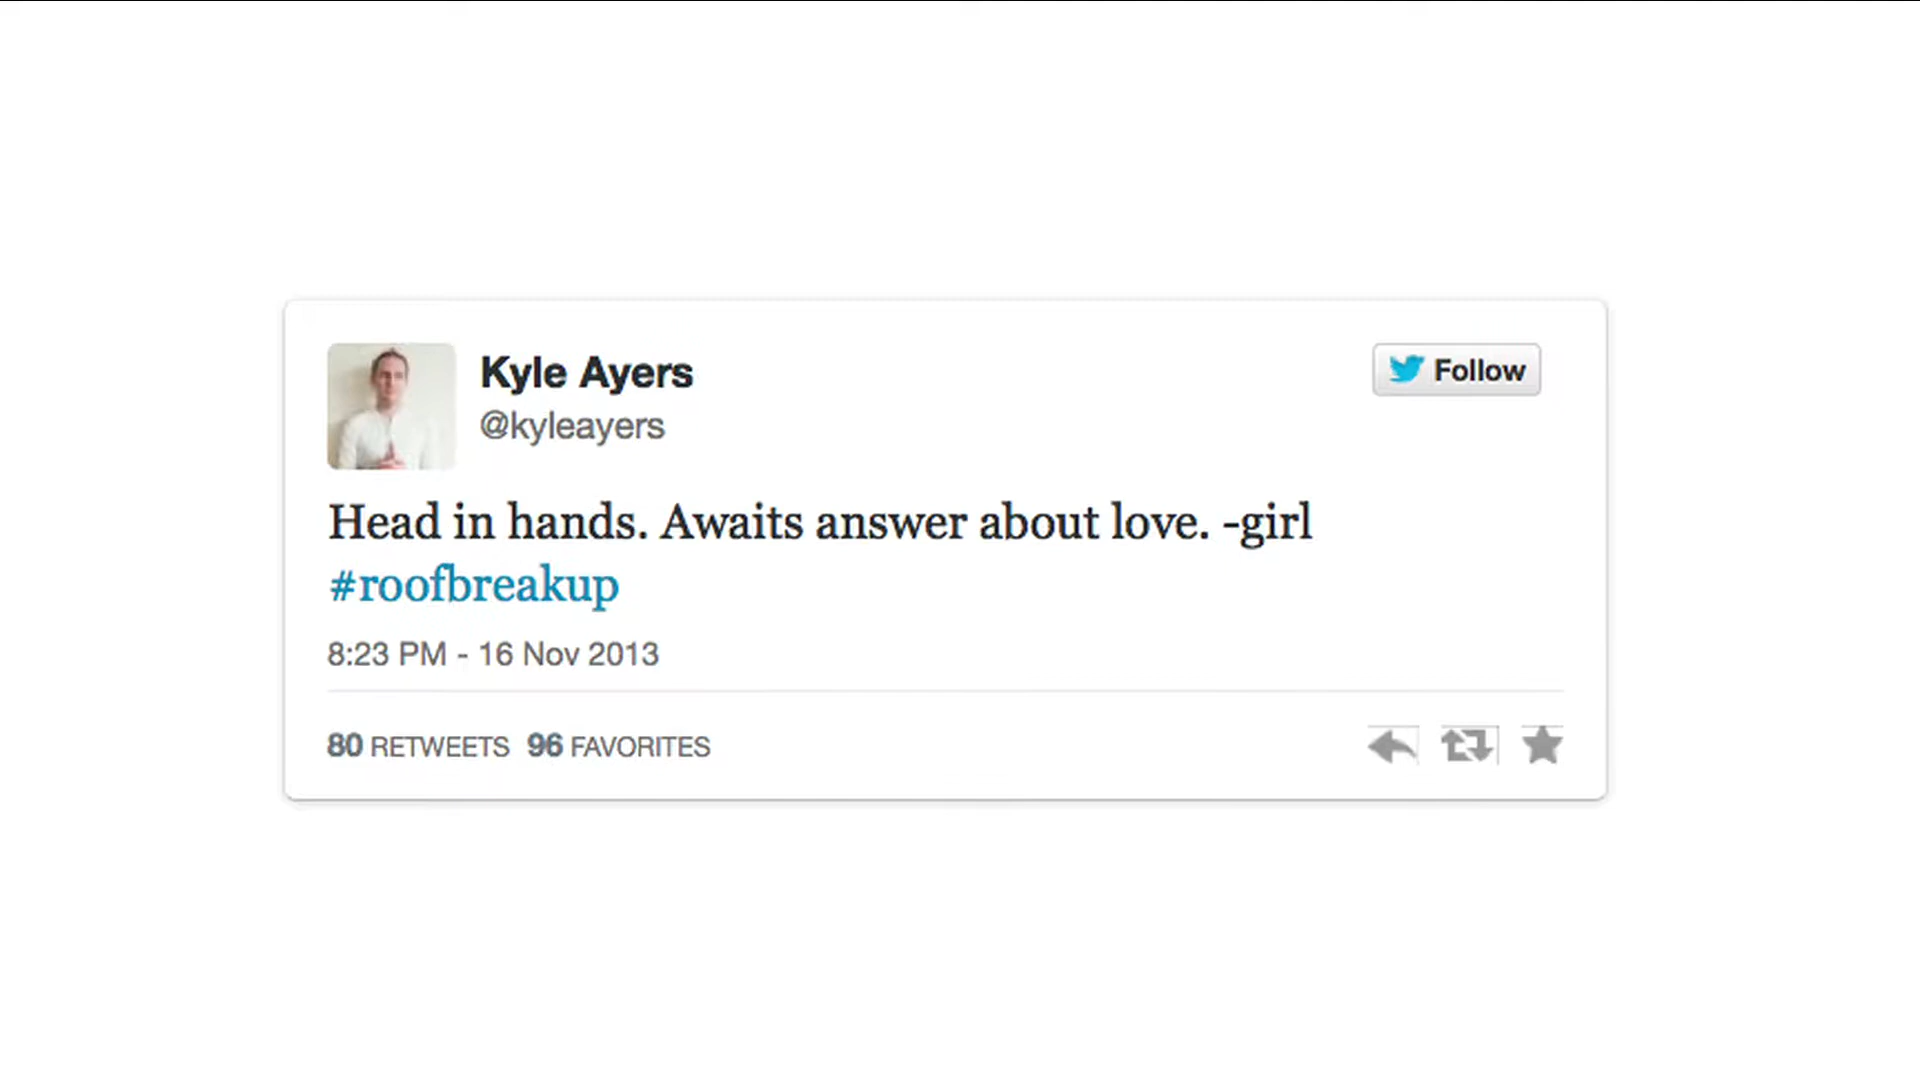 Kyle Ayers
Follow
@kyleayers
Head in hands. Awaits answer about love. -girl
#roofbreakup
8:23 PM - 16 Nov 2013
80 RETWEETS 96 FAVORITES